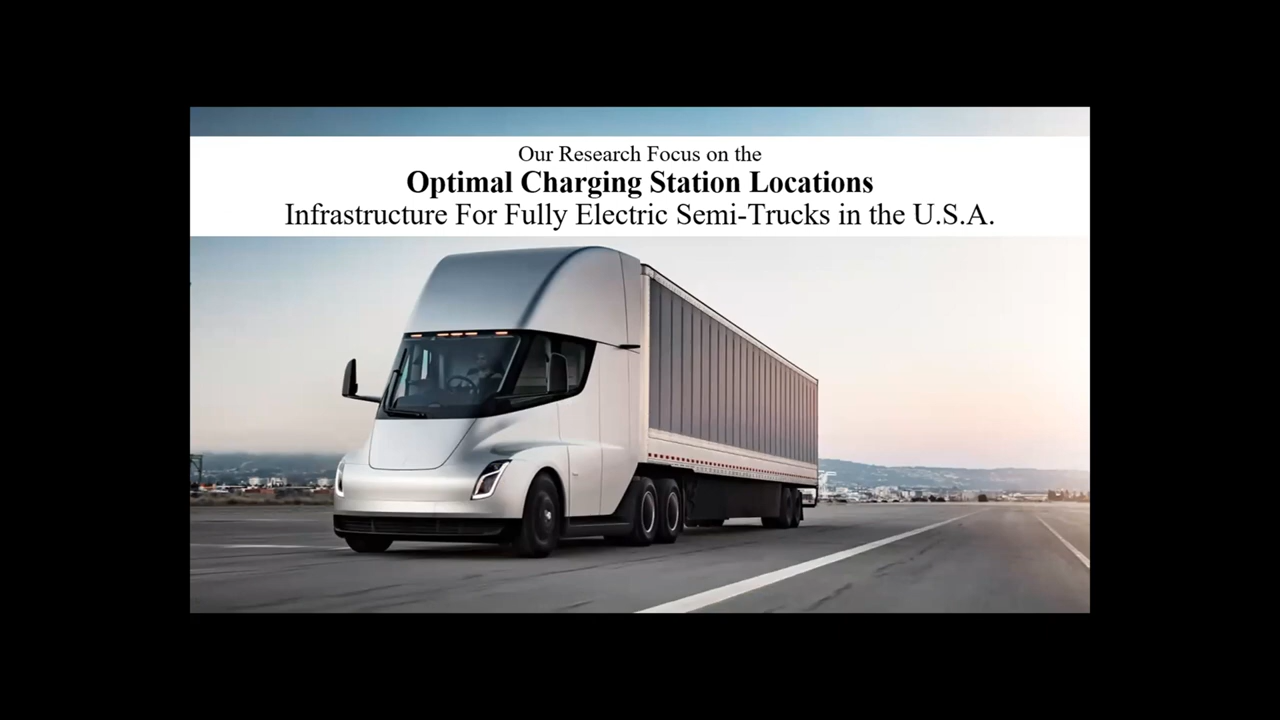 Our Research Focus on the
Optimal Charging Station Locations
Infrastructure For Fully Electric Semi-Trucks in the U.S.A.